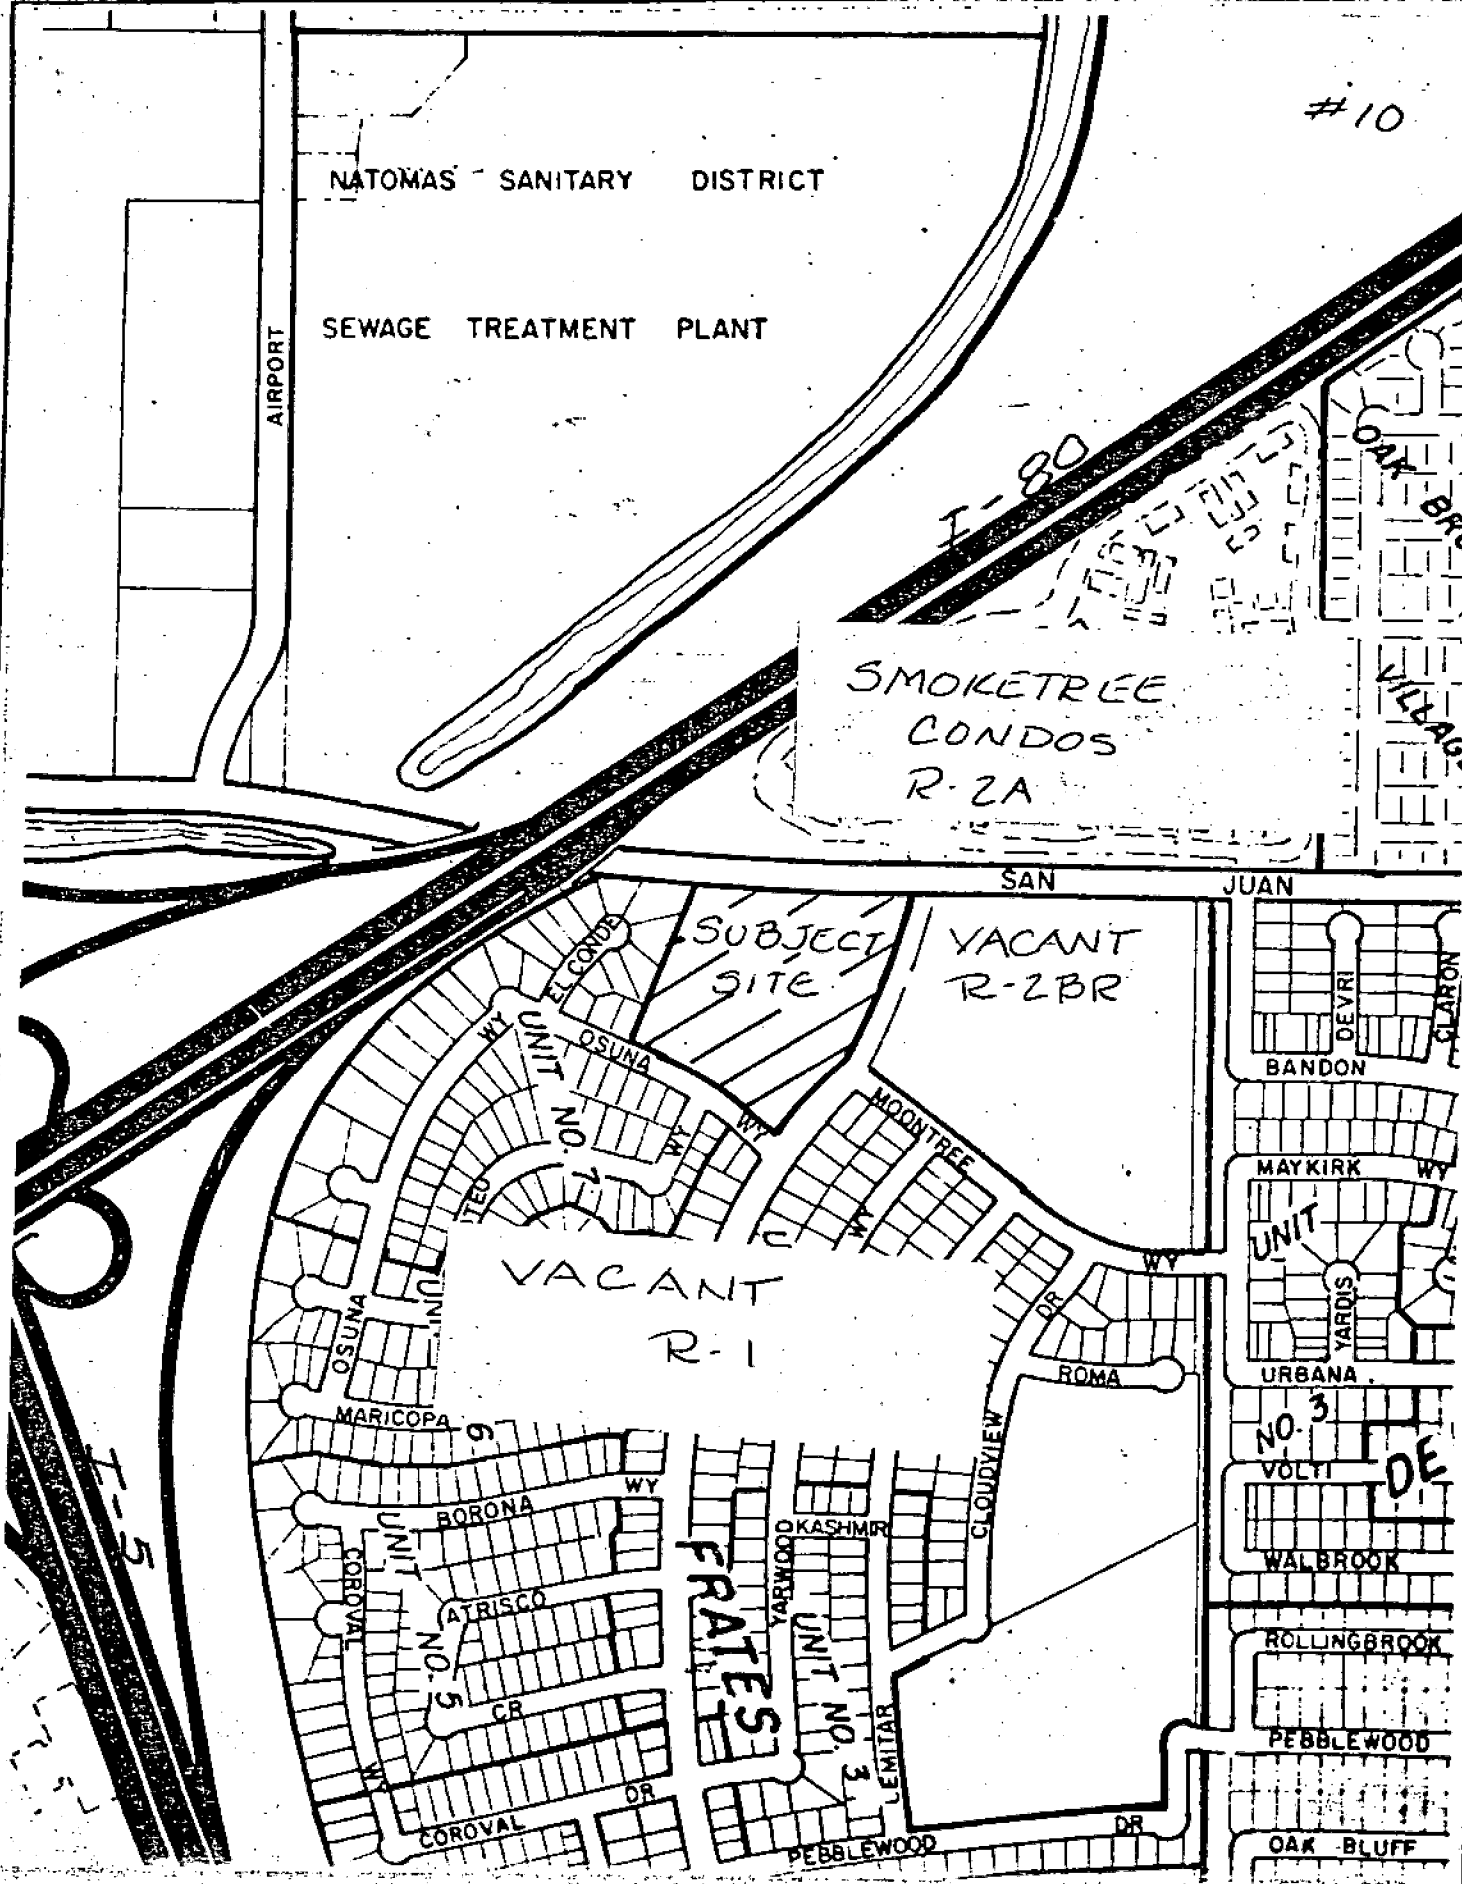 #10
NATOMAS SANITARY DISTRICT
SEWAGE TREATMENT PLANT
AIRPORT
I-80
OAK
VILLAGE
SMOKETREE
CONDOS
R-2A
SAN JUAN
SUBJECT
SITE
VACANT
R-2BR
EL CONDE
WY
OSUNA
WY
UNIT NO. 7
WY
MOONTREE
WY
WY
DEVRI
CLARON
BANDON
MAYKIRK WY
UNIT
NO. 3
YARDIS
URBANA
VOLTI
DE
WALBROOK
ROLLINGBROOK
PEBBLEWOOD
OAK BLUFF
VACANT
R-1
OSUNA
MARICOPA
6
DR
ROMA
CLOUDVIEW
I-5
BORONA
WY
UNIT
NO. 5
COROVAL
ATRISCO
CR
FRATES
YARWOOD
KASHMIR
UNIT NO. 3
LEMITAR
COROVAL
DR
PEBBLEWOOD
DR